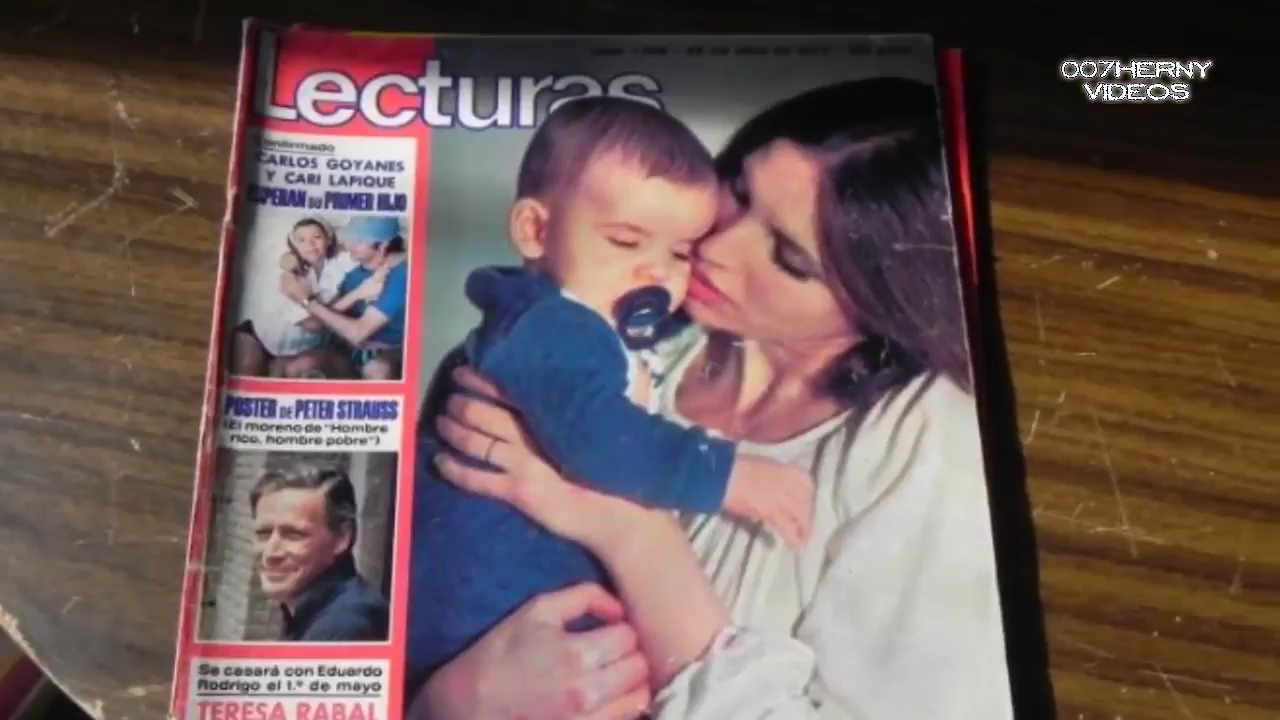 007HERNY
VIDEOS
Lecturas
Confirmado
CARLOS GOYANES
Y CARI LAPIQUE
ESPERAN SU PRIMER HIJO
POSTER DE PETER STRAUSS
(El moreno de "Hombre
rico, hombre pobre")
Se casará con Eduardo
Rodrigo el 1.º de mayo
TERESA RABAL